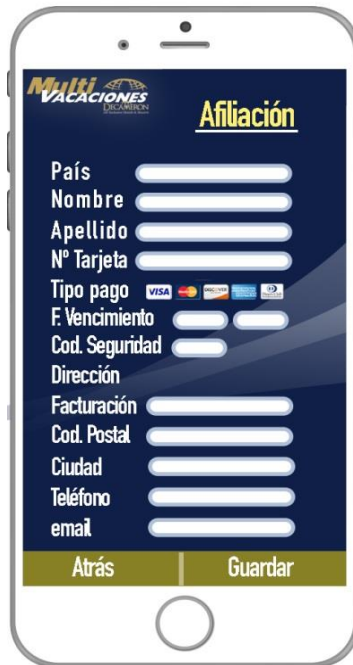 Multi
VACACIONES
DECAMERON
Afiliación
País
Nombre
Apellido
Nº Tarjeta
Tipo pago VISA MasterCard DISCOVER
F. Vencimiento
Cod. Seguridad
Dirección
Facturación
Cod. Postal
Ciudad
Teléfono
email
Atrás Guardar